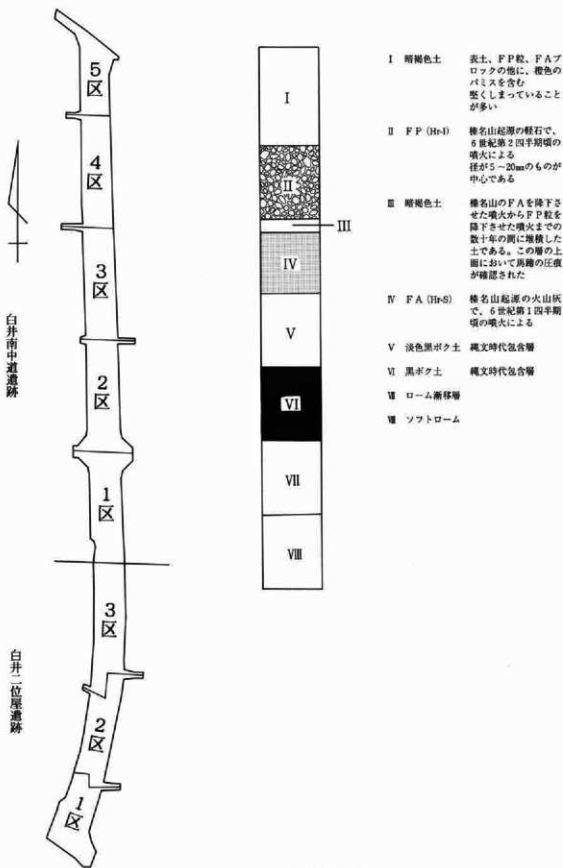 5
区
4
区
3
区
2
区
1
区
3
区
2
区
1
区
白井南中道遺跡
白井二位屋遺跡
I
II
III
IV
V
VI
VII
VIII
I 暗褐色土 表土、FP粒、FAブ
ロックの他に、橙色の
パミスを含む
堅くしまっていること
が多い
II FP (Hr-I) 榛名山起源の軽石で、
6世紀第2四半期頃の
噴火による
径が5~20㎜のものが
中心である
III 暗褐色土 榛名山のFAを降下さ
せた噴火からFP粒を
降下させた噴火までの
数十年の間に堆積した
土である。この層の上
面において馬蹄の圧痕
が確認された
IV FA (Hr-S) 榛名山起源の火山灰
で、6世紀第1四半期
頃の噴火による
V 淡色黒ボク土 縄文時代包含層
VI 黒ボク土 縄文時代包含層
VII ローム漸移層
VIII ソフトローム